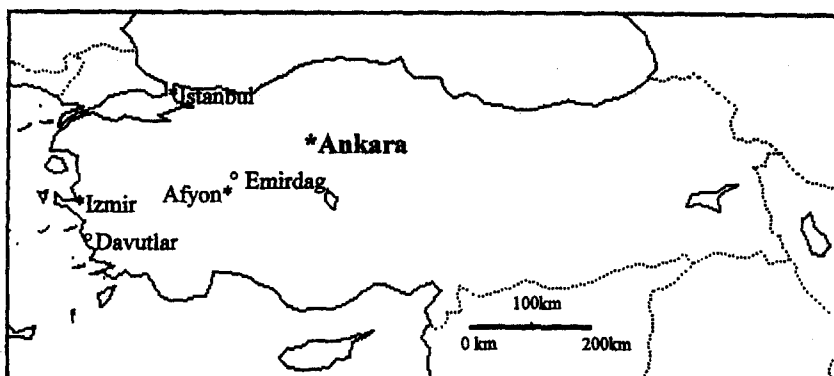 *Istanbul
*Ankara
° Emirdag
Afyon*
*Izmir
°Davutlar
100km
0 km
200km